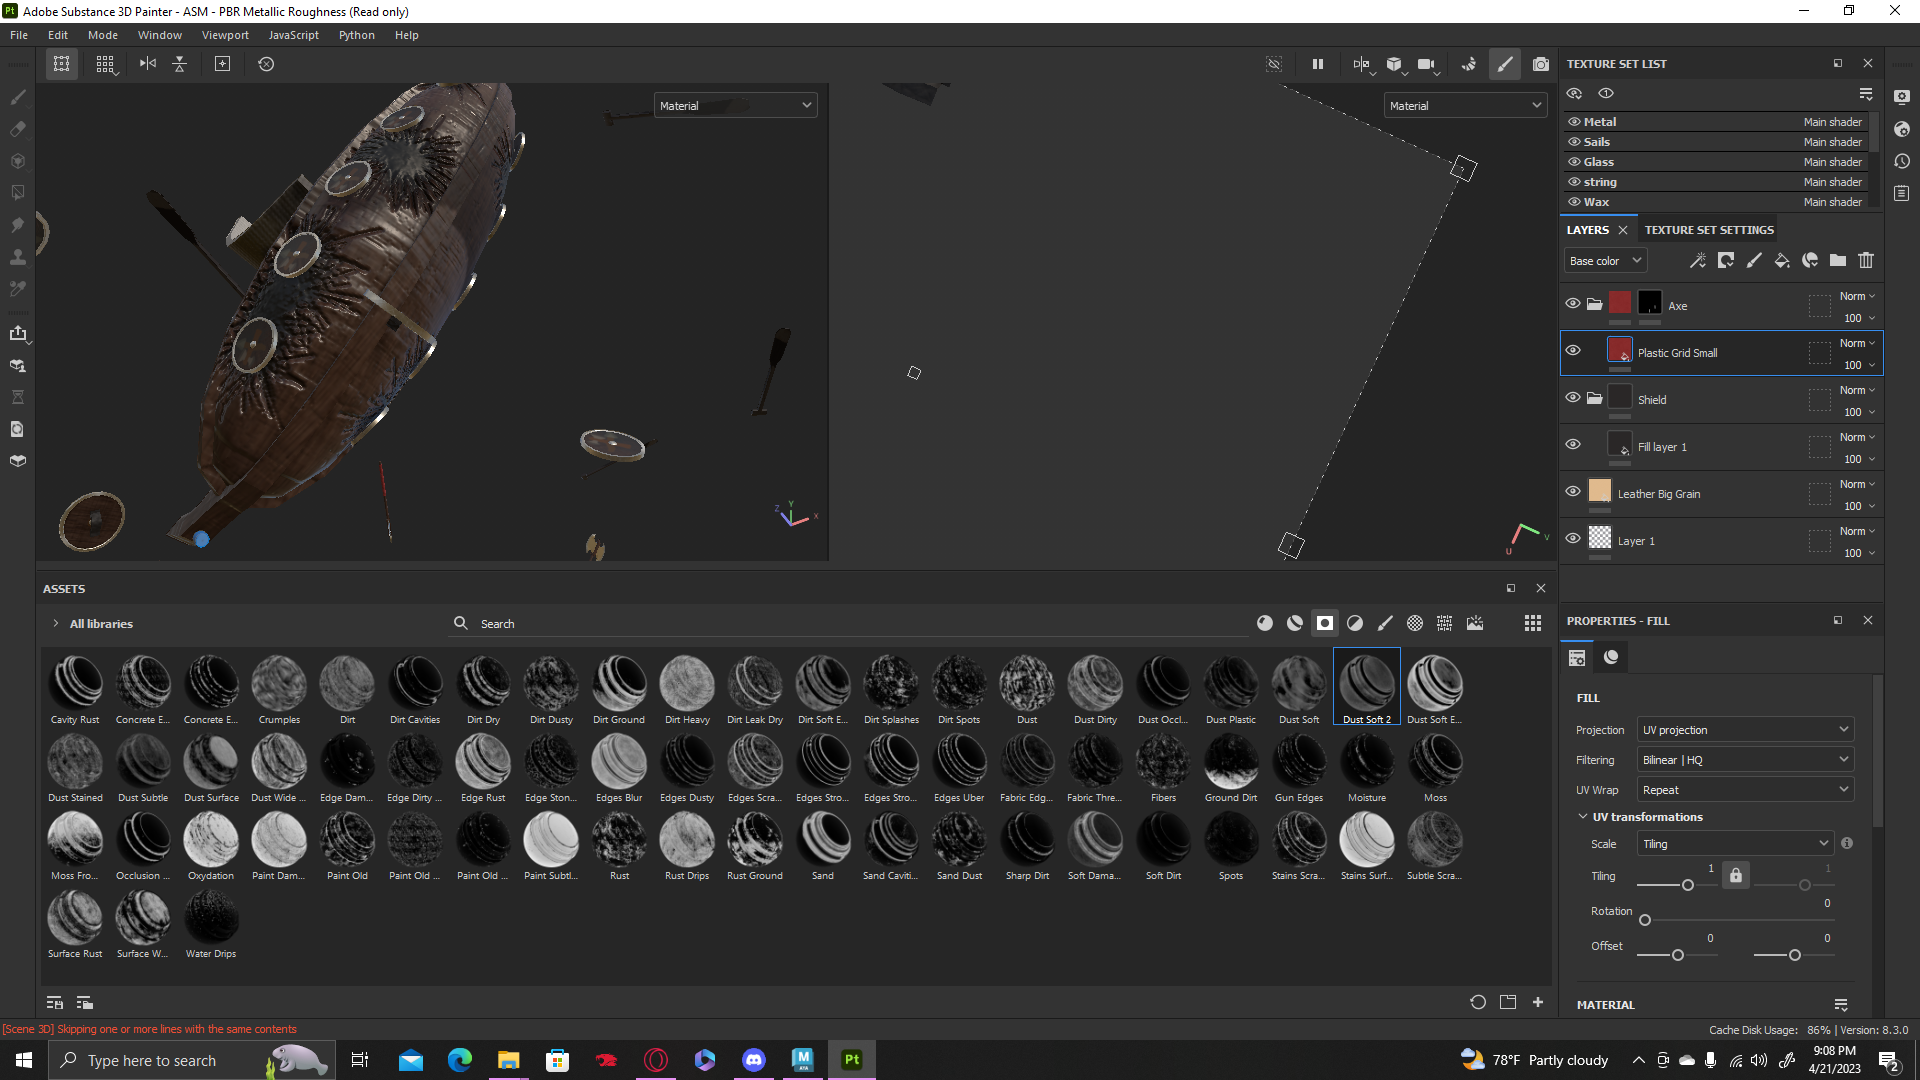 Adobe Substance 3D Painter - ASM - PBR Metallic Roughness (Read only)
File Edit Mode Window Viewport JavaScript Python Help
Material
Material
TEXTURE SET LIST
Metal Main shader
Sails Main shader
Glass Main shader
string Main shader
Wax Main shader
LAYERS TEXTURE SET SETTINGS
Base color
Axe Norm 100
Plastic Grid Small Norm 100
Shield Norm 100
Fill layer 1 Norm 100
Leather Big Grain Norm 100
Layer 1 Norm 100
Z Y X
U V
ASSETS
All libraries
Search
Cavity Rust Concrete E... Concrete E... Crumples Dirt Dirt Cavities Dirt Dry Dirt Dusty Dirt Ground Dirt Heavy Dirt Leak Dry Dirt Soft E... Dirt Splashes Dirt Spots Dust Dust Dirty Dust Occl... Dust Plastic Dust Soft Dust Soft 2 Dust Soft E...
Dust Stained Dust Subtle Dust Surface Dust Wide ... Edge Dam... Edge Dirty ... Edge Rust Edge Ston... Edges Blur Edges Dusty Edges Scra... Edges Stro... Edges Stro... Edges Uber Fabric Edg... Fabric Thre... Fibers Ground Dirt Gun Edges Moisture Moss
Moss Fro... Occlusion ... Oxydation Paint Dam... Paint Old Paint Old ... Paint Old ... Paint Subtl... Rust Rust Drips Rust Ground Sand Sand Caviti... Sand Dust Sharp Dirt Soft Dama... Soft Dirt Spots Stains Scra... Stains Surf... Subtle Scra...
Surface Rust Surface W... Water Drips
PROPERTIES - FILL
FILL
Projection UV projection
Filtering Bilinear | HQ
UV Wrap Repeat
UV transformations
Scale Tiling
Tiling 1 1
Rotation 0
Offset 0 0
MATERIAL
[Scene 3D] Skipping one or more lines with the same contents
Cache Disk Usage: 86% | Version: 8.3.0
Type here to search
M
AYA
Pt
78°F Partly cloudy
9:08 PM
4/21/2023
2